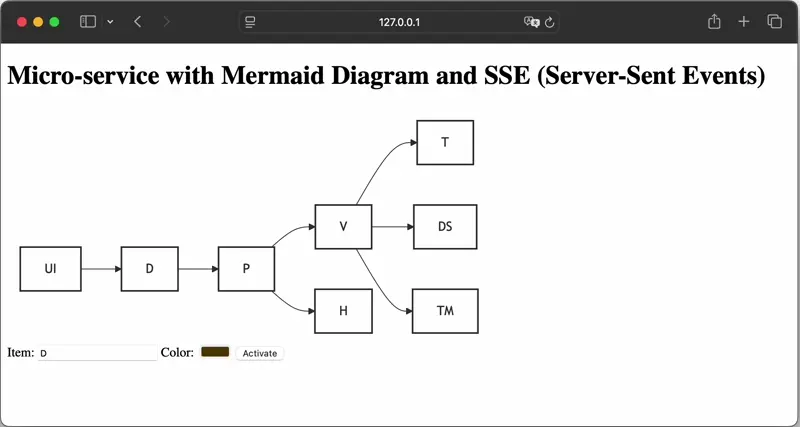 127.0.0.1
Micro-service with Mermaid Diagram and SSE (Server-Sent Events)
T
V
DS
UI
D
P
H
TM
Item: D Color: Activate